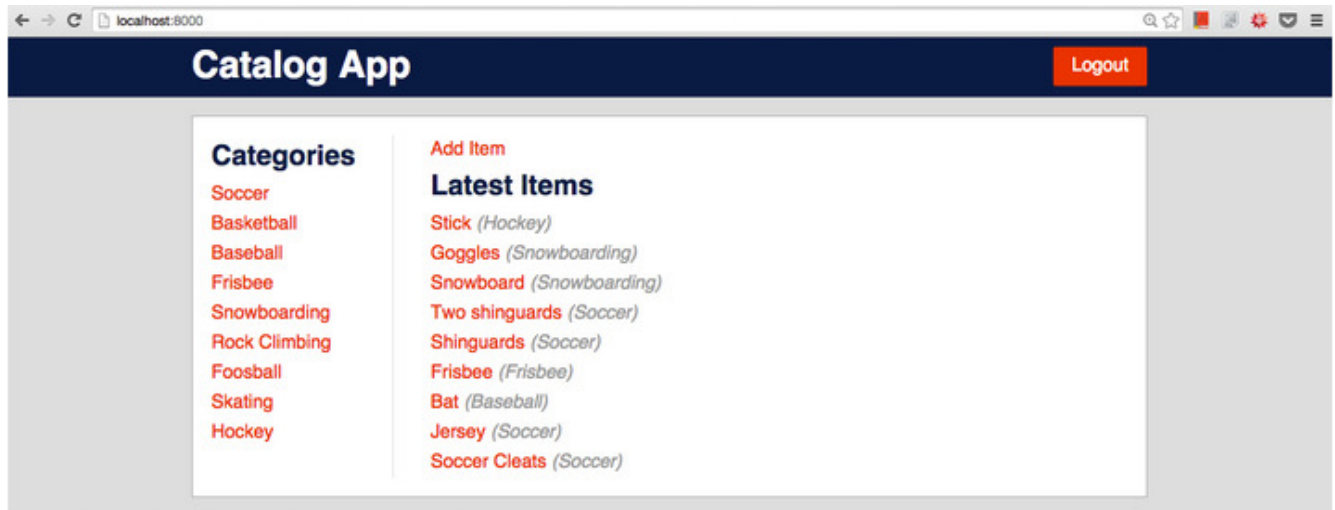 localhost:8000
Catalog App
Logout
Categories
Soccer
Basketball
Baseball
Frisbee
Snowboarding
Rock Climbing
Foosball
Skating
Hockey
Add Item
Latest Items
Stick (Hockey)
Goggles (Snowboarding)
Snowboard (Snowboarding)
Two shinguards (Soccer)
Shinguards (Soccer)
Frisbee (Frisbee)
Bat (Baseball)
Jersey (Soccer)
Soccer Cleats (Soccer)